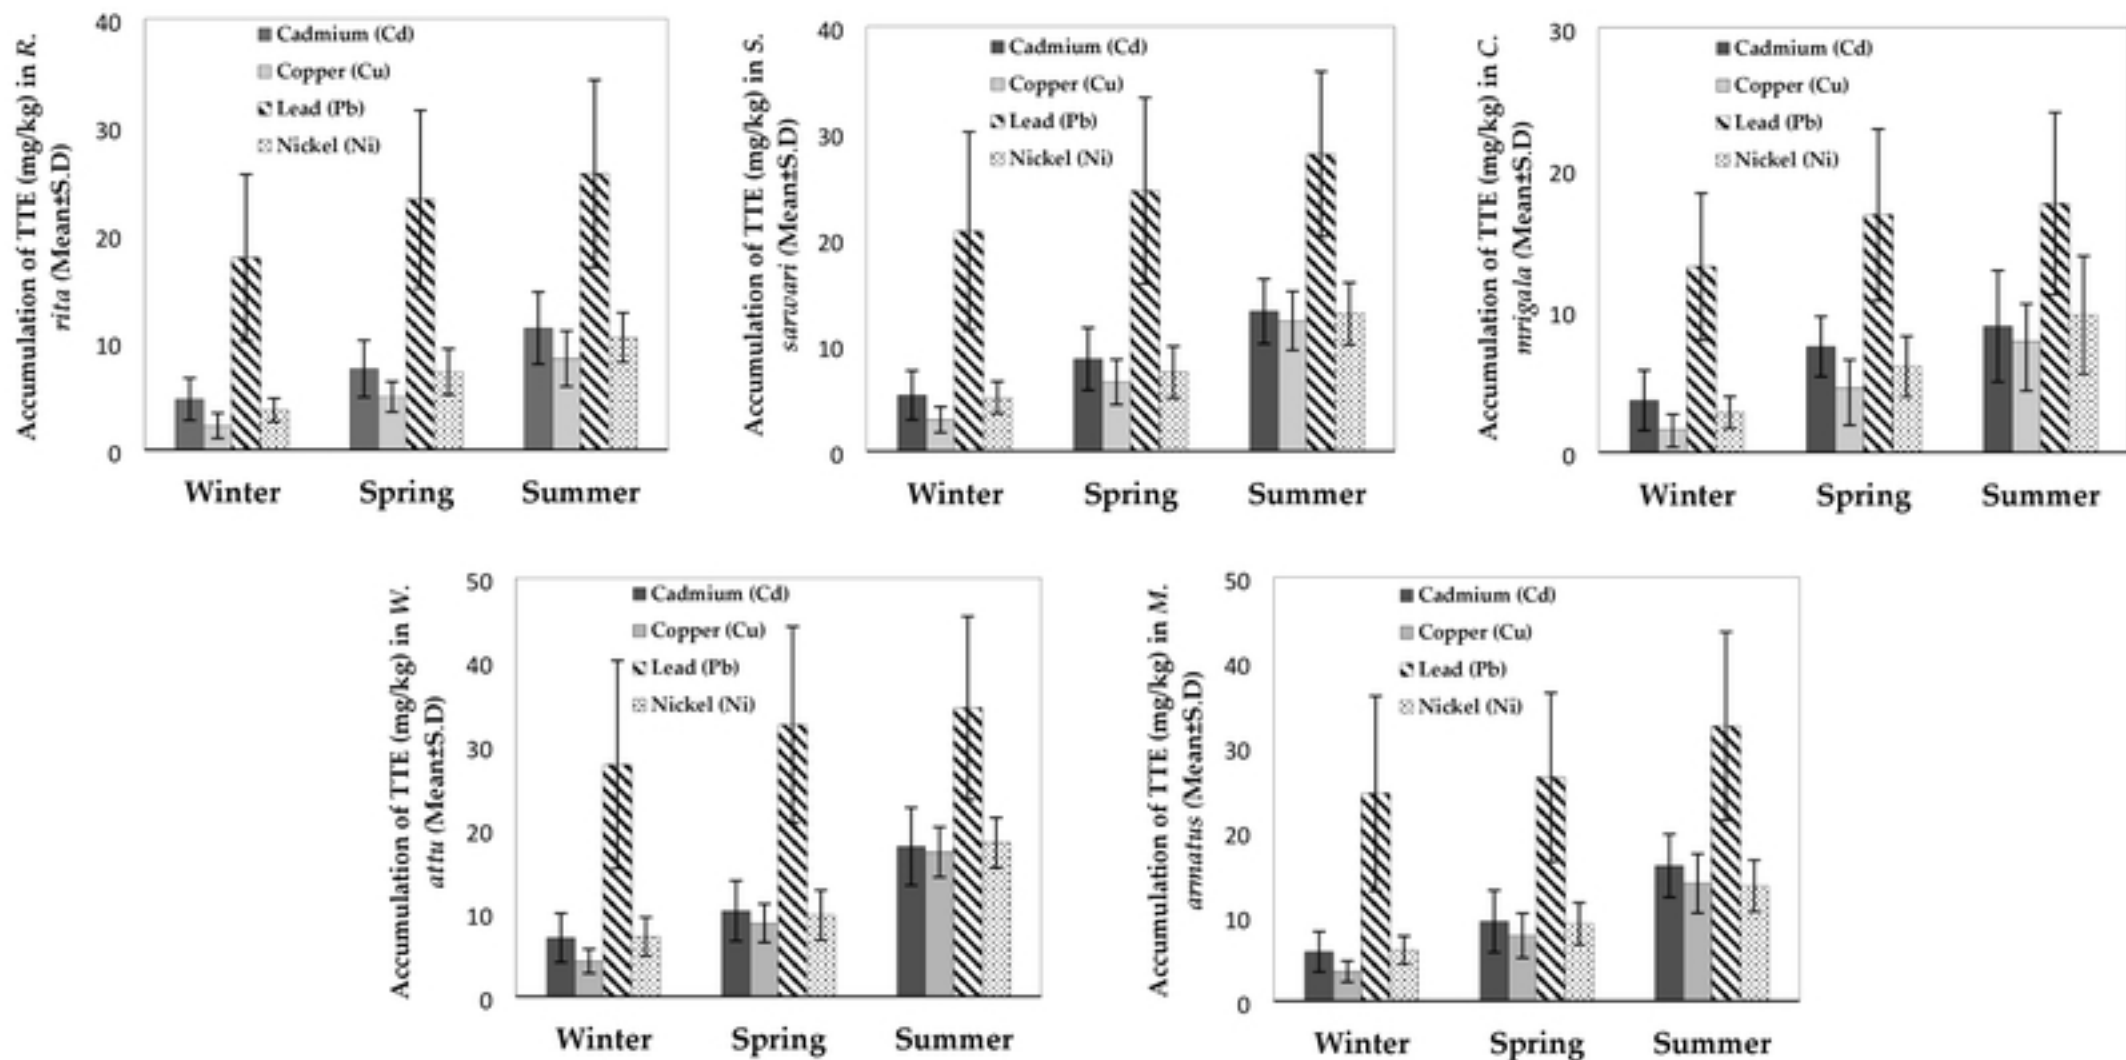 Accumulation of TTE (mg/kg) in R.
rita (Mean±S.D)
40
30
20
10
0
Cadmium (Cd)
Copper (Cu)
Lead (Pb)
Nickel (Ni)
Winter Spring Summer
Accumulation of TTE (mg/kg) in S.
sarwari (Mean±S.D)
40
30
20
10
0
Cadmium (Cd)
Copper (Cu)
Lead (Pb)
Nickel (Ni)
Winter Spring Summer
Accumulation of TTE (mg/kg) in C.
mrigala (Mean±S.D)
30
20
10
0
Cadmium (Cd)
Copper (Cu)
Lead (Pb)
Nickel (Ni)
Winter Spring Summer
Accumulation of TTE (mg/kg) in W.
attu (Mean±S.D)
50
40
30
20
10
0
Cadmium (Cd)
Copper (Cu)
Lead (Pb)
Nickel (Ni)
Winter Spring Summer
Accumulation of TTE (mg/kg) in M.
armatus (Mean±S.D)
50
40
30
20
10
0
Cadmium (Cd)
Copper (Cu)
Lead (Pb)
Nickel (Ni)
Winter Spring Summer